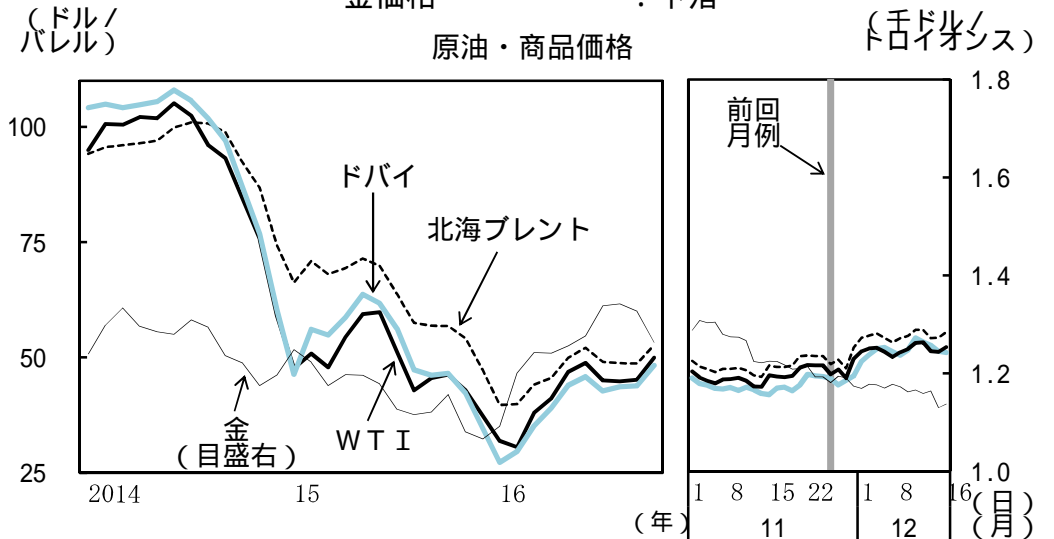 (ドル/
バレル)
原油・商品価格
(千ドル/
トロイオンス)
1.8
1.6
1.4
1.2
1.0
100
75
50
25
ドバイ
北海ブレント
金
(目盛右)
WTI
前回
月例
2014 15 16
(年)
1 8 15 22 1 8 16
(日)
11 12
(月)